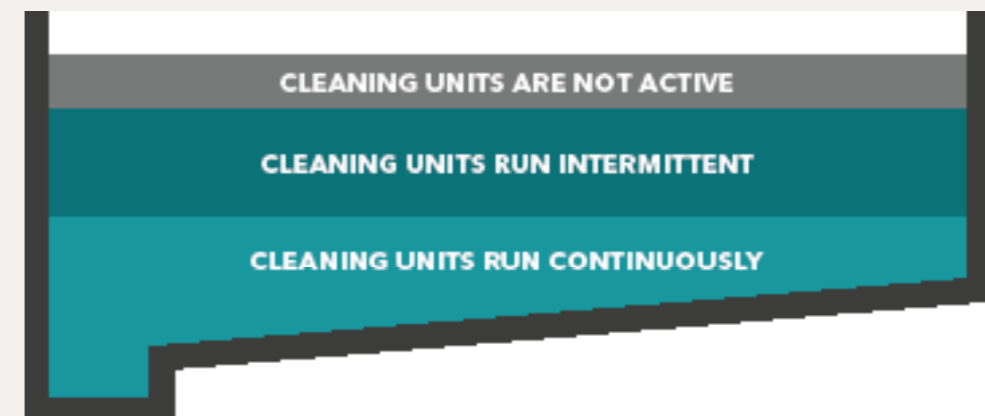 CLEANING UNITS ARE NOT ACTIVE
CLEANING UNITS RUN INTERMITTENT
CLEANING UNITS RUN CONTINUOUSLY